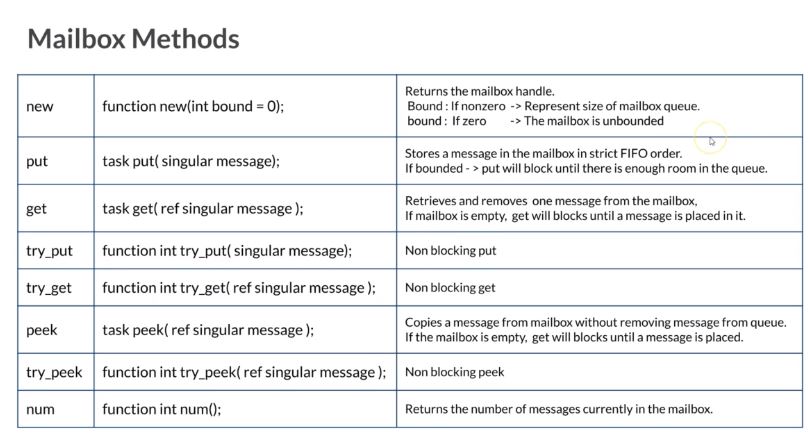 Mailbox Methods
new
function new(int bound = 0);
Returns the mailbox handle.
Bound : If nonzero -> Represent size of mailbox queue.
bound : If zero -> The mailbox is unbounded
put
task put( singular message);
Stores a message in the mailbox in strict FIFO order.
If bounded - > put will block until there is enough room in the queue.
get
task get( ref singular message );
Retrieves and removes one message from the mailbox,
If mailbox is empty, get will blocks until a message is placed in it.
try_put
function int try_put( singular message);
Non blocking put
try_get
function int try_get( ref singular message );
Non blocking get
peek
task peek( ref singular message );
Copies a message from mailbox without removing message from queue.
If the mailbox is empty, get will blocks until a message is placed.
try_peek
function int try_peek( ref singular message );
Non blocking peek
num
function int num();
Returns the number of messages currently in the mailbox.